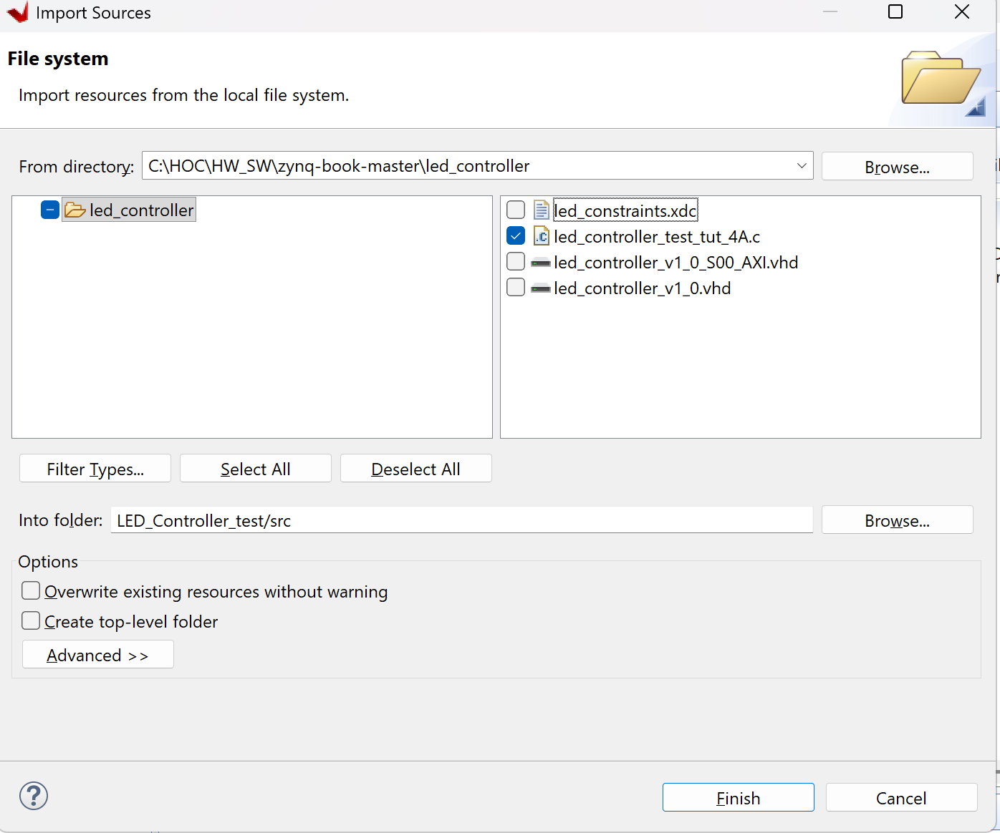 Import Sources
File system
Import resources from the local file system.
From directory: C:\HOC\HW_SW\zynq-book-master\led_controller Browse...
led_controller
led_constraints.xdc
led_controller_test_tut_4A.c
led_controller_v1_0_S00_AXI.vhd
led_controller_v1_0.vhd
Filter Types... Select All Deselect All
Into folder: LED_Controller_test/src Browse...
Options
Overwrite existing resources without warning
Create top-level folder
Advanced >>
Finish Cancel